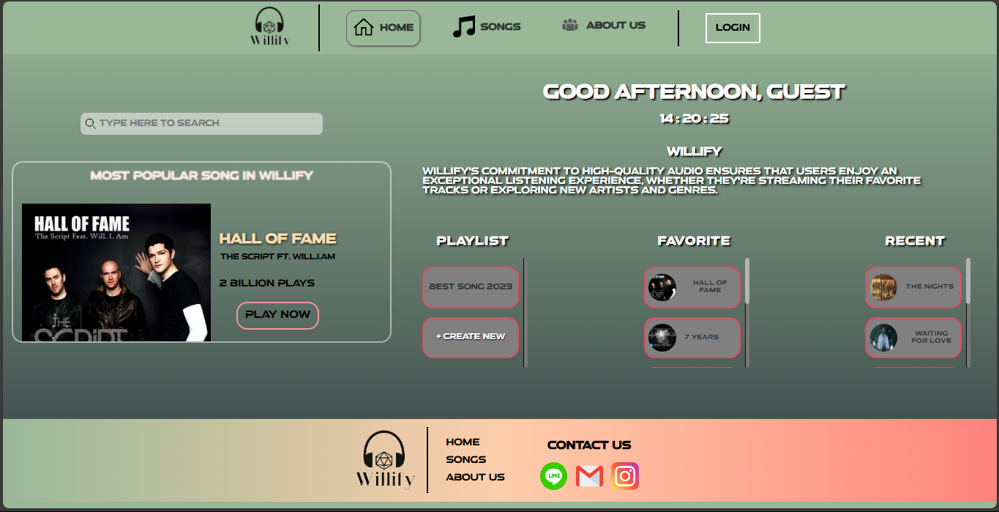 Willify
HOME
SONGS
ABOUT US
LOGIN
GOOD AFTERNOON, GUEST
14 : 20 : 25
TYPE HERE TO SEARCH
WILLIFY
WILLIFY'S COMMITMENT TO HIGH-QUALITY AUDIO ENSURES THAT USERS ENJOY AN
EXCEPTIONAL LISTENING EXPERIENCE, WHETHER THEY'RE STREAMING THEIR FAVORITE
TRACKS OR EXPLORING NEW ARTISTS AND GENRES.
MOST POPULAR SONG IN WILLIFY
HALL OF FAME
The Script Feat. Will. I. Am
THE
SCRIPT
HALL OF FAME
THE SCRIPT FT. WILL.I.AM
2 BILLION PLAYS
PLAY NOW
PLAYLIST
BEST SONG 2023
+ CREATE NEW
FAVORITE
HALL OF
FAME
7 YEARS
RECENT
THE NIGHTS
WAITING
FOR LOVE
Willify
HOME
SONGS
ABOUT US
CONTACT US
LINE